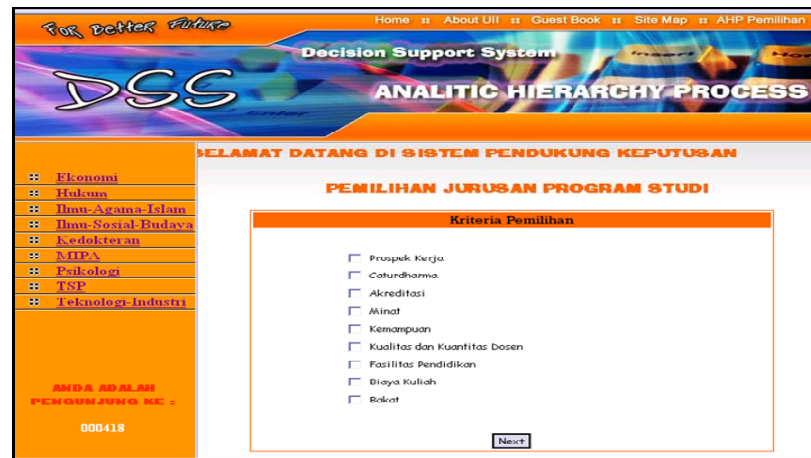 FOR BETTER FUTURE
Home :: About UII :: Guest Book :: Site Map :: AHP Pemilihan
Decision Support System
DSS
ANALITIC HIERARCHY PROCESS
Insert
Enter
SELAMAT DATANG DI SISTEM PENDUKUNG KEPUTUSAN
PEMILIHAN JURUSAN PROGRAM STUDI
:: Ekonomi
:: Hukum
:: Ilmu-Agama-Islam
:: Ilmu-Sosial-Budaya
:: Kedokteran
:: MIPA
:: Psikologi
:: TSP
:: Teknologi-Industri
ANDA ADALAH
PENGUNJUNG KE :
000418
Kriteria Pemilihan
Prospek Kerja
Caturdharma
Akreditasi
Minat
Kemampuan
Kualitas dan Kuantitas Dosen
Fasilitas Pendidikan
Biaya Kuliah
Bakat
Next